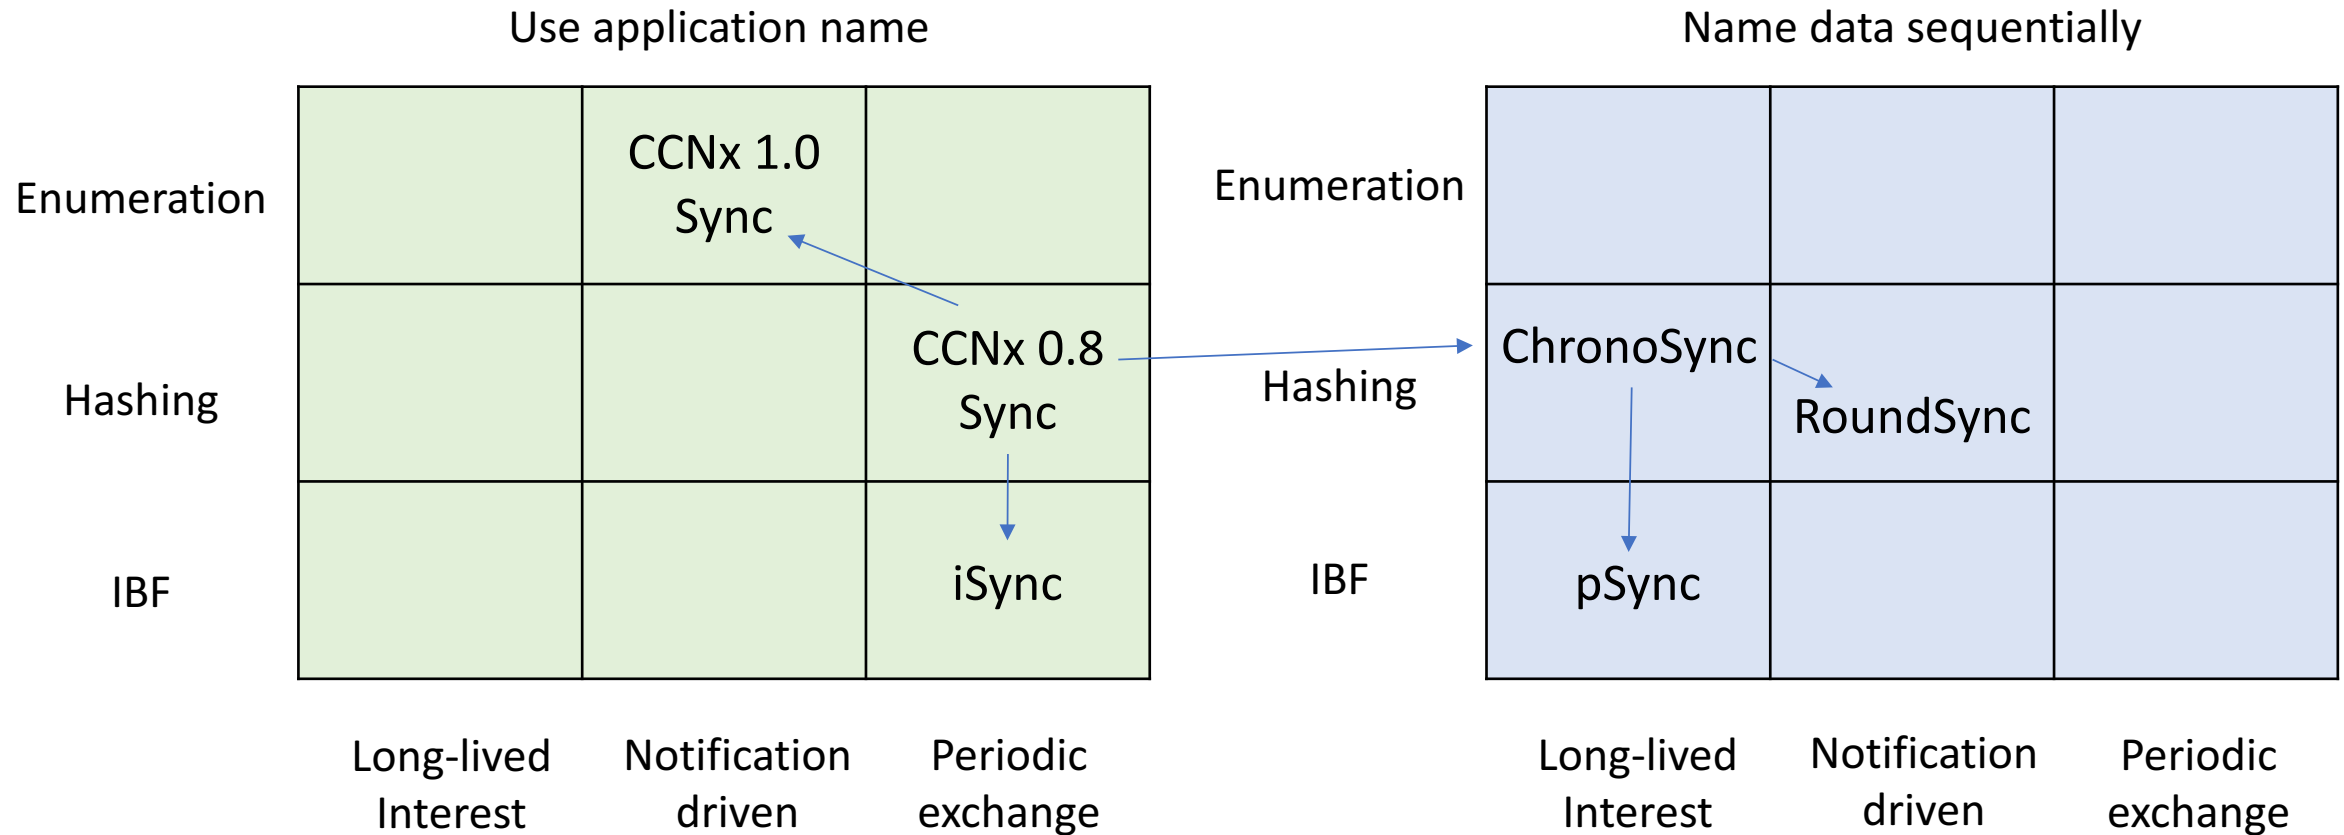 Use application name
Name data sequentially
Enumeration
CCNx 1.0
Sync
Enumeration
Hashing
CCNx 0.8
Sync
Hashing
ChronoSync
RoundSync
IBF
iSync
IBF
pSync
Long-lived
Interest
Notification
driven
Periodic
exchange
Long-lived
Interest
Notification
driven
Periodic
exchange